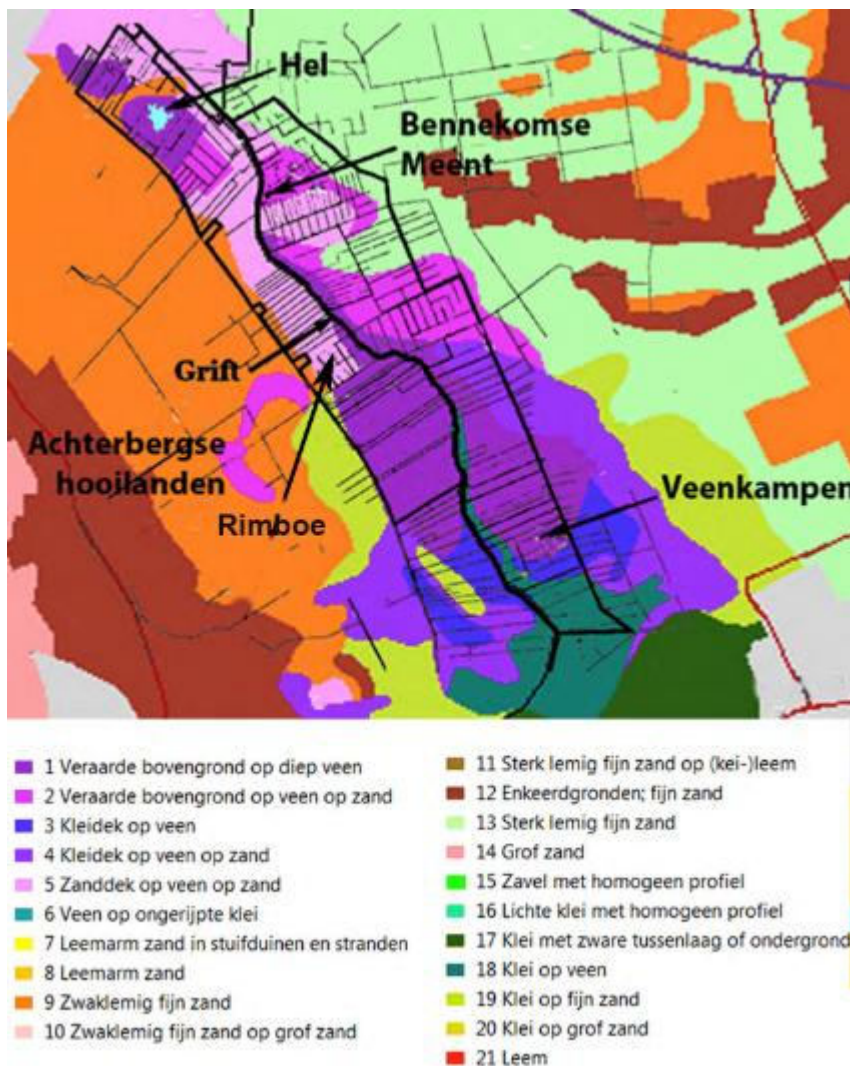 Hel
Bennekomse
Meent
Grift
Achterbergse
hooilanden
Rimboe
Veenkampen
1 Veraarde bovengrond op diep veen
2 Veraarde bovengrond op veen op zand
3 Kleidek op veen
4 Kleidek op veen op zand
5 Zanddek op veen op zand
6 Veen op ongerijpte klei
7 Leemarm zand in stuifduinen en stranden
8 Leemarm zand
9 Zwaklemig fijn zand
10 Zwaklemig fijn zand op grof zand
11 Sterk lemig fijn zand op (kei-)leem
12 Enkeerdgronden; fijn zand
13 Sterk lemig fijn zand
14 Grof zand
15 Zavel met homogeen profiel
16 Lichte klei met homogeen profiel
17 Klei met zware tussenlaag of ondergrond
18 Klei op veen
19 Klei op fijn zand
20 Klei op grof zand
21 Leem